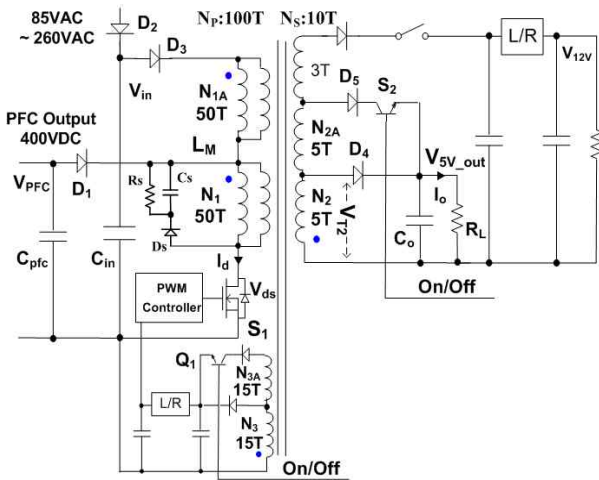 85VAC
~ 260VAC
D2
D3
Vin
NP:100T
NS:10T
N1A
50T
LM
PFC Output
400VDC
VPFC
D1
Rs
Cs
Ds
N1
50T
Cpfc
Cin
Id
PWM
Controller
Vds
S1
Q1
N3A
15T
L/R
N3
15T
On/Off
3T
D5
S2
N2A
5T
D4
N2
5T
VT2
V5V_out
Io
Co
RL
On/Off
L/R
V12V